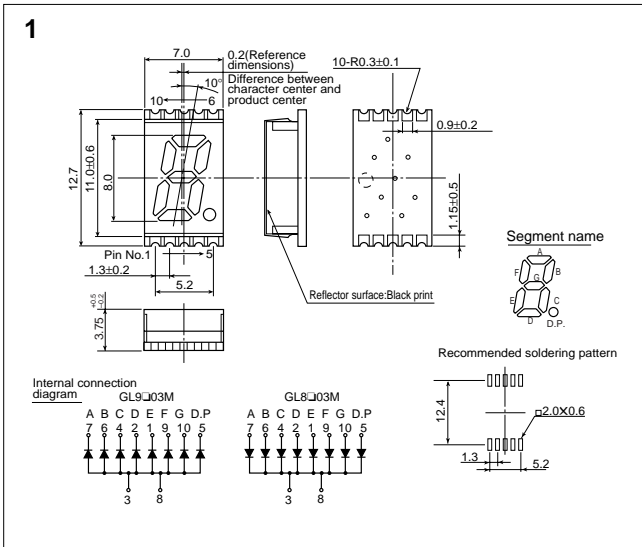 1
7.0
0.2(Reference
dimensions)
10°
Difference between
character center and
product center
10
6
12.7
11.0±0.6
8.0
Pin No.1
5
1.3±0.2
5.2
+0.5
−0.2
3.75
Reflector surface:Black print
10-R0.3±0.1
0.9±0.2
1.15±0.5
Segment name
A
F
B
G
E
C
D
D.P.
Recommended soldering pattern
12.4
□2.0×0.6
1.3
5.2
Internal connection
diagram
GL9□03M
A B C D E F G D.P
7 6 4 2 1 9 10 5
3 8
GL8□03M
A B C D E F G D.P
7 6 4 2 1 9 10 5
3 8